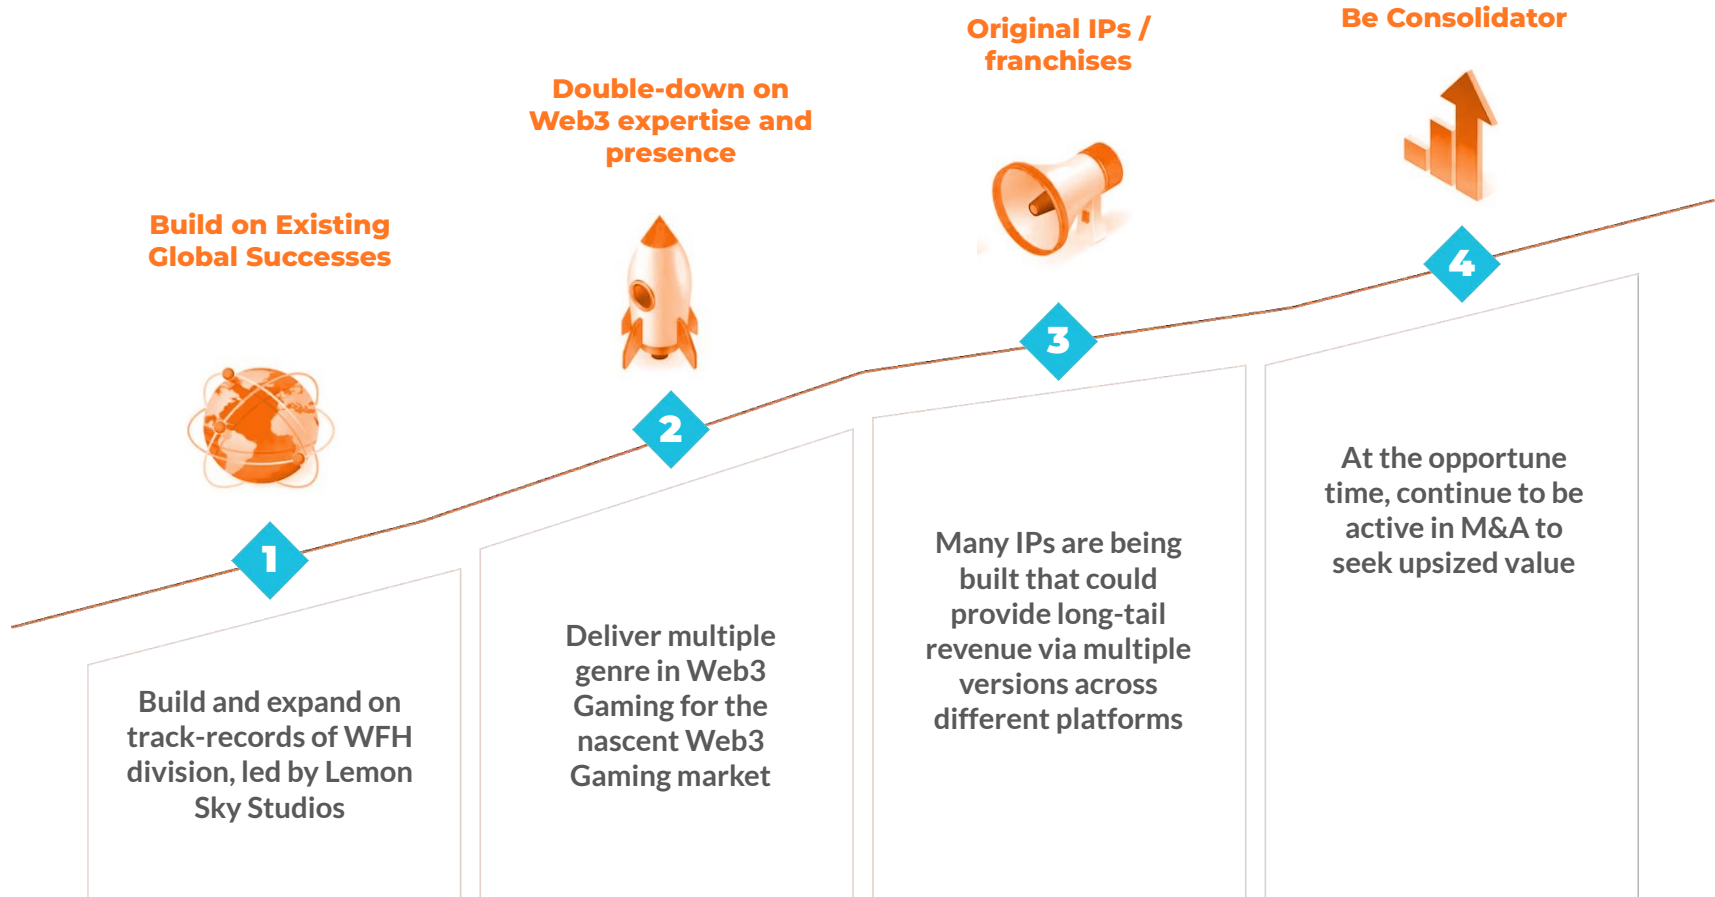 Build on Existing
Global Successes
1
Build and expand on
track-records of WFH
division, led by Lemon
Sky Studios
Double-down on
Web3 expertise and
presence
2
Deliver multiple
genre in Web3
Gaming for the
nascent Web3
Gaming market
Original IPs /
franchises
3
Many IPs are being
built that could
provide long-tail
revenue via multiple
versions across
different platforms
Be Consolidator
4
At the opportune
time, continue to be
active in M&A to
seek upsized value